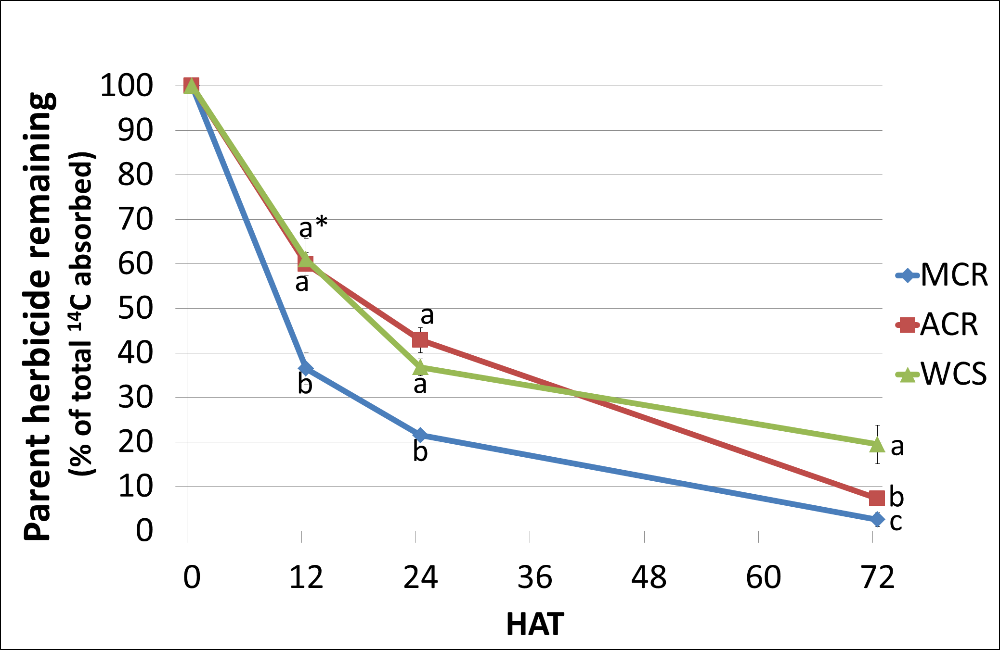 Parent herbicide remaining
(% of total ¹⁴C absorbed)
100
90
80
70
60
50
40
30
20
10
0
a*
a
b
a
a
b
a
b
c
0 12 24 36 48 60 72
HAT
MCR
ACR
WCS